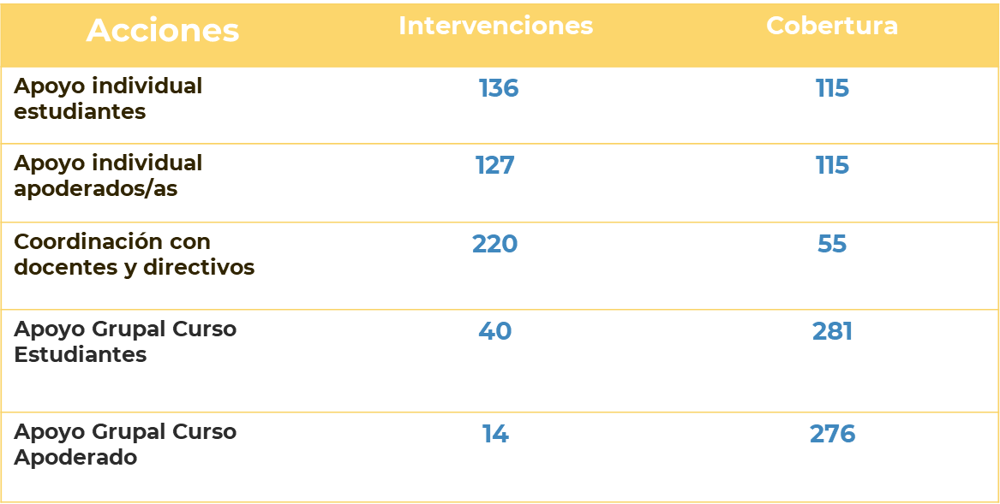 Acciones Intervenciones Cobertura
Apoyo individual
estudiantes
136 115
Apoyo individual
apoderados/as
127 115
Coordinación con
docentes y directivos
220 55
Apoyo Grupal Curso
Estudiantes
40 281
Apoyo Grupal Curso
Apoderado
14 276